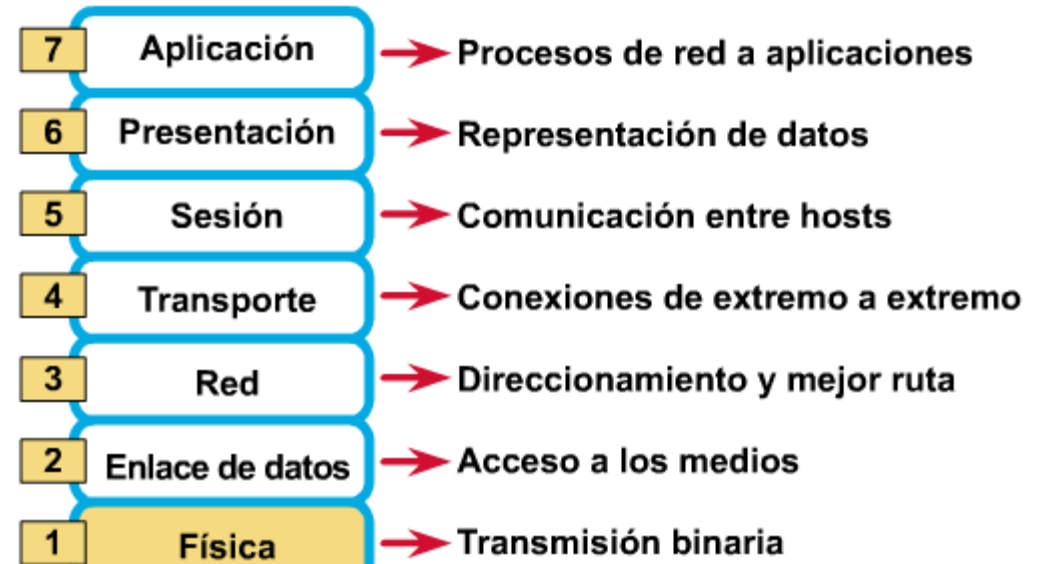 7 Aplicación Procesos de red a aplicaciones
6 Presentación Representación de datos
5 Sesión Comunicación entre hosts
4 Transporte Conexiones de extremo a extremo
3 Red Direccionamiento y mejor ruta
2 Enlace de datos Acceso a los medios
1 Física Transmisión binaria